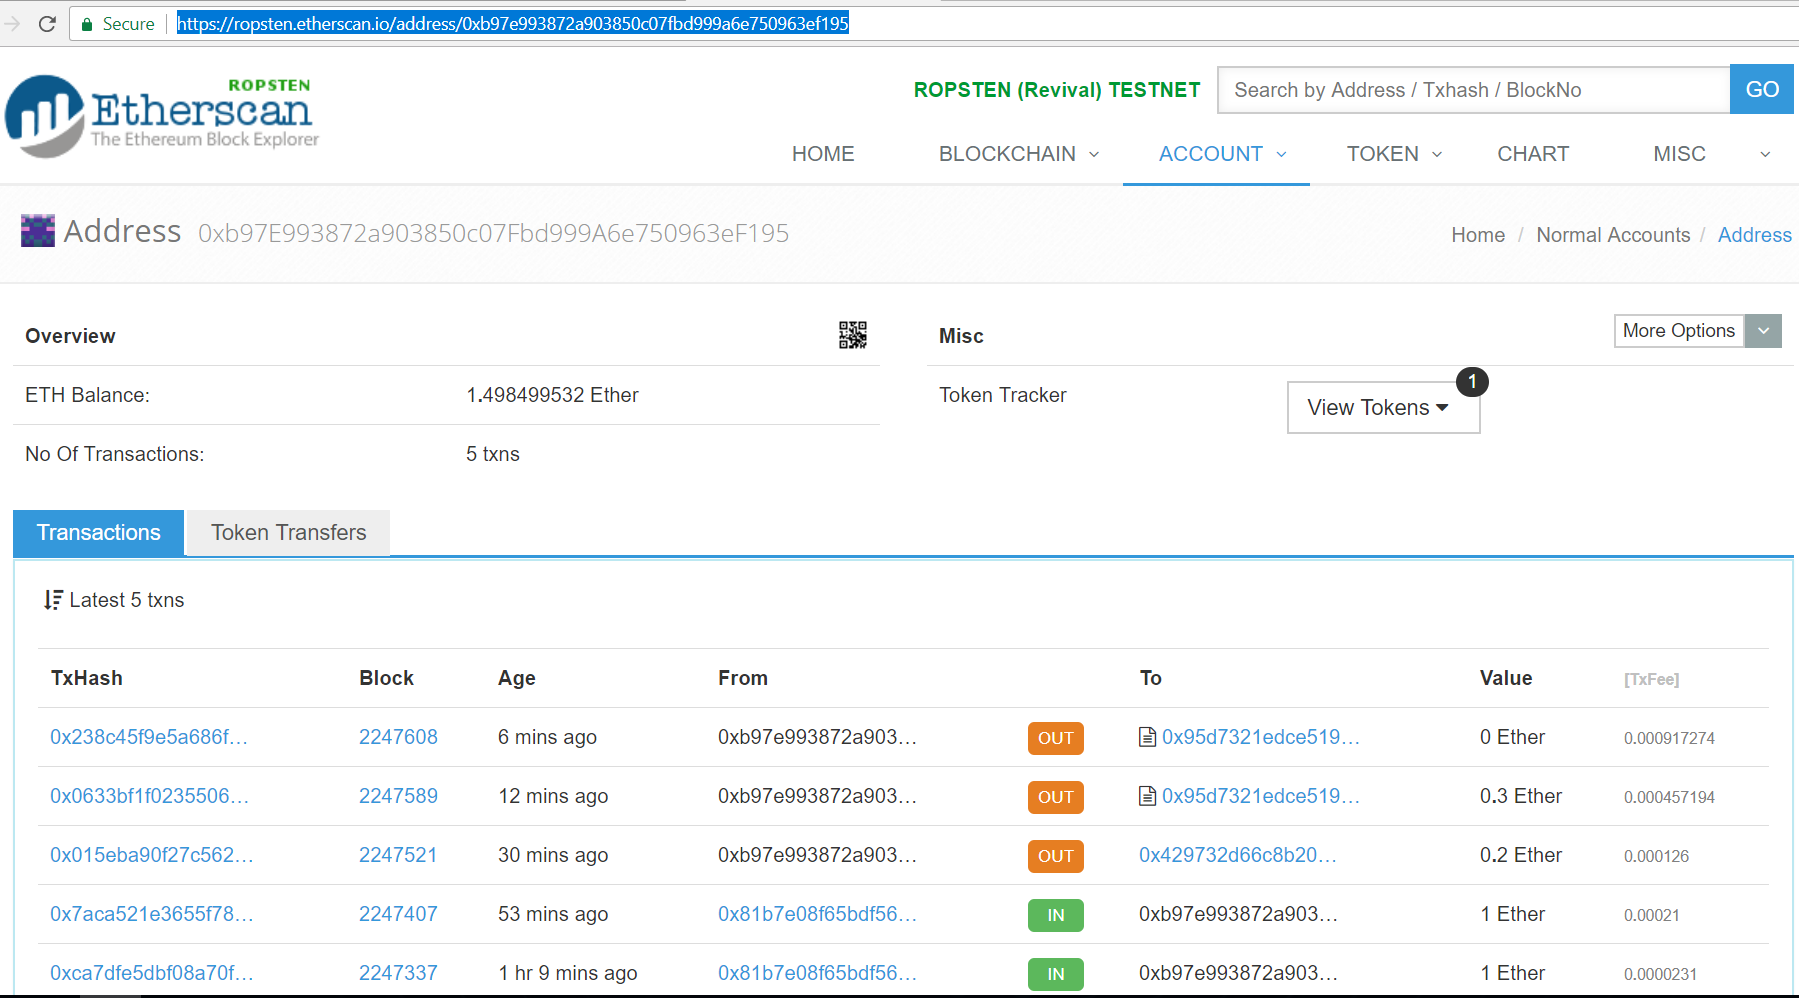 Secure https://ropsten.etherscan.io/address/0xb97e993872a903850c07fbd999a6e750963ef195
ROPSTEN
Etherscan
The Ethereum Block Explorer
ROPSTEN (Revival) TESTNET Search by Address / Txhash / BlockNo GO
HOME BLOCKCHAIN ACCOUNT TOKEN CHART MISC
Address 0xb97E993872a903850c07Fbd999A6e750963eF195
Home / Normal Accounts / Address
Overview
ETH Balance: 1.498499532 Ether
No Of Transactions: 5 txns
Misc More Options
Token Tracker View Tokens 1
Transactions Token Transfers
Latest 5 txns
TxHash Block Age From To Value [TxFee]
0x238c45f9e5a686f... 2247608 6 mins ago 0xb97e993872a903... OUT 0x95d7321edce519... 0 Ether 0.000917274
0x0633bf1f0235506... 2247589 12 mins ago 0xb97e993872a903... OUT 0x95d7321edce519... 0.3 Ether 0.000457194
0x015eba90f27c562... 2247521 30 mins ago 0xb97e993872a903... OUT 0x429732d66c8b20... 0.2 Ether 0.000126
0x7aca521e3655f78... 2247407 53 mins ago 0x81b7e08f65bdf56... IN 0xb97e993872a903... 1 Ether 0.00021
0xca7dfe5dbf08a70f... 2247337 1 hr 9 mins ago 0x81b7e08f65bdf56... IN 0xb97e993872a903... 1 Ether 0.0000231